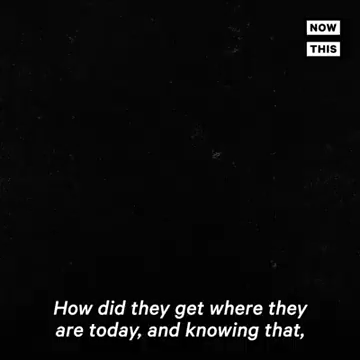 NOW
THIS
How did they get where they
are today, and knowing that,